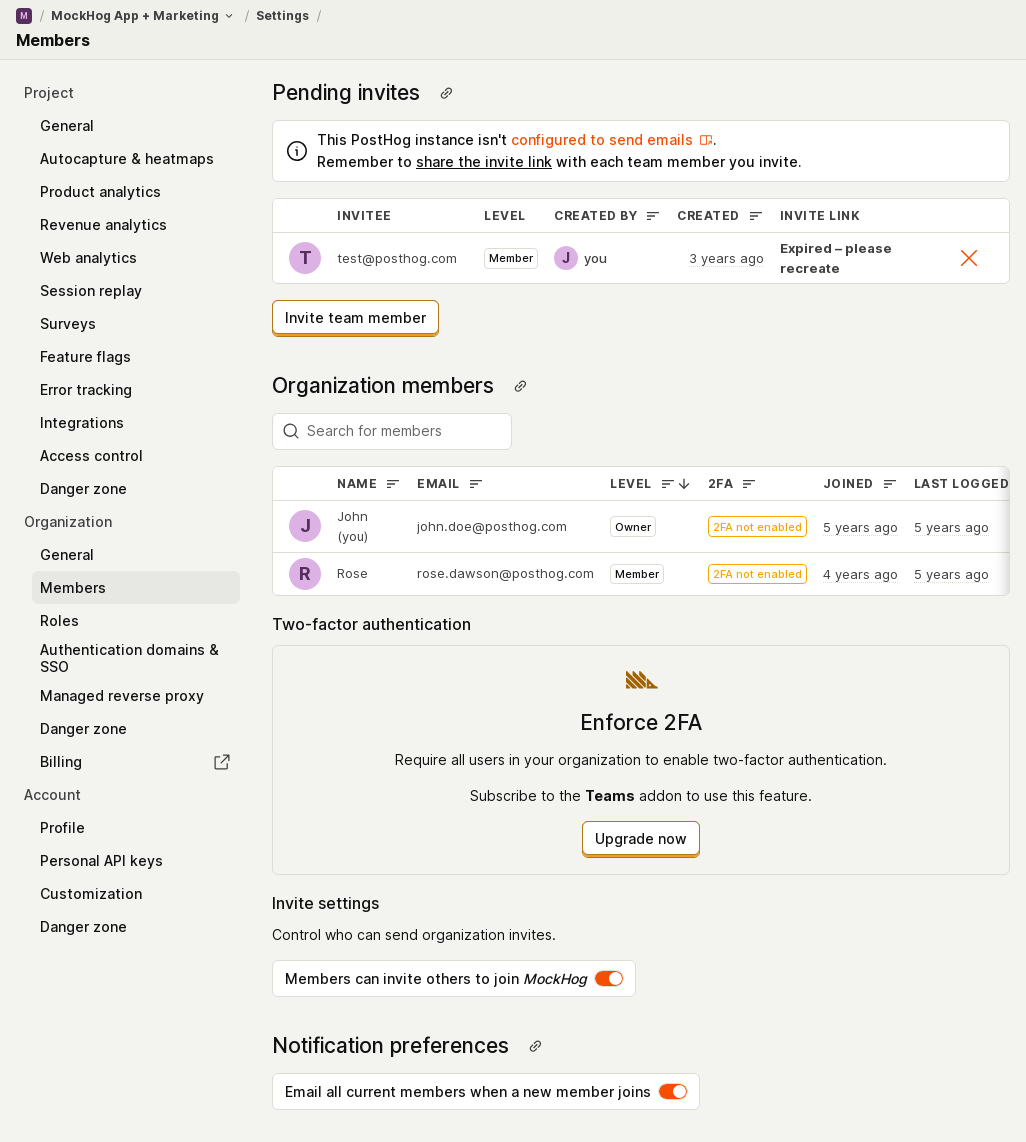 M / MockHog App + Marketing / Settings /
Members
Project
General
Autocapture & heatmaps
Product analytics
Revenue analytics
Web analytics
Session replay
Surveys
Feature flags
Error tracking
Integrations
Access control
Danger zone
Organization
General
Members
Roles
Authentication domains &
SSO
Managed reverse proxy
Danger zone
Billing
Account
Profile
Personal API keys
Customization
Danger zone
Pending invites
This PostHog instance isn't configured to send emails.
Remember to share the invite link with each team member you invite.
INVITEE LEVEL CREATED BY CREATED INVITE LINK
T test@posthog.com Member J you 3 years ago Expired – please
recreate
Invite team member
Organization members
Search for members
NAME EMAIL LEVEL 2FA JOINED LAST LOGGED
J John
(you) john.doe@posthog.com Owner 2FA not enabled 5 years ago 5 years ago
R Rose rose.dawson@posthog.com Member 2FA not enabled 4 years ago 5 years ago
Two-factor authentication
Enforce 2FA
Require all users in your organization to enable two-factor authentication.
Subscribe to the Teams addon to use this feature.
Upgrade now
Invite settings
Control who can send organization invites.
Members can invite others to join MockHog
Notification preferences
Email all current members when a new member joins